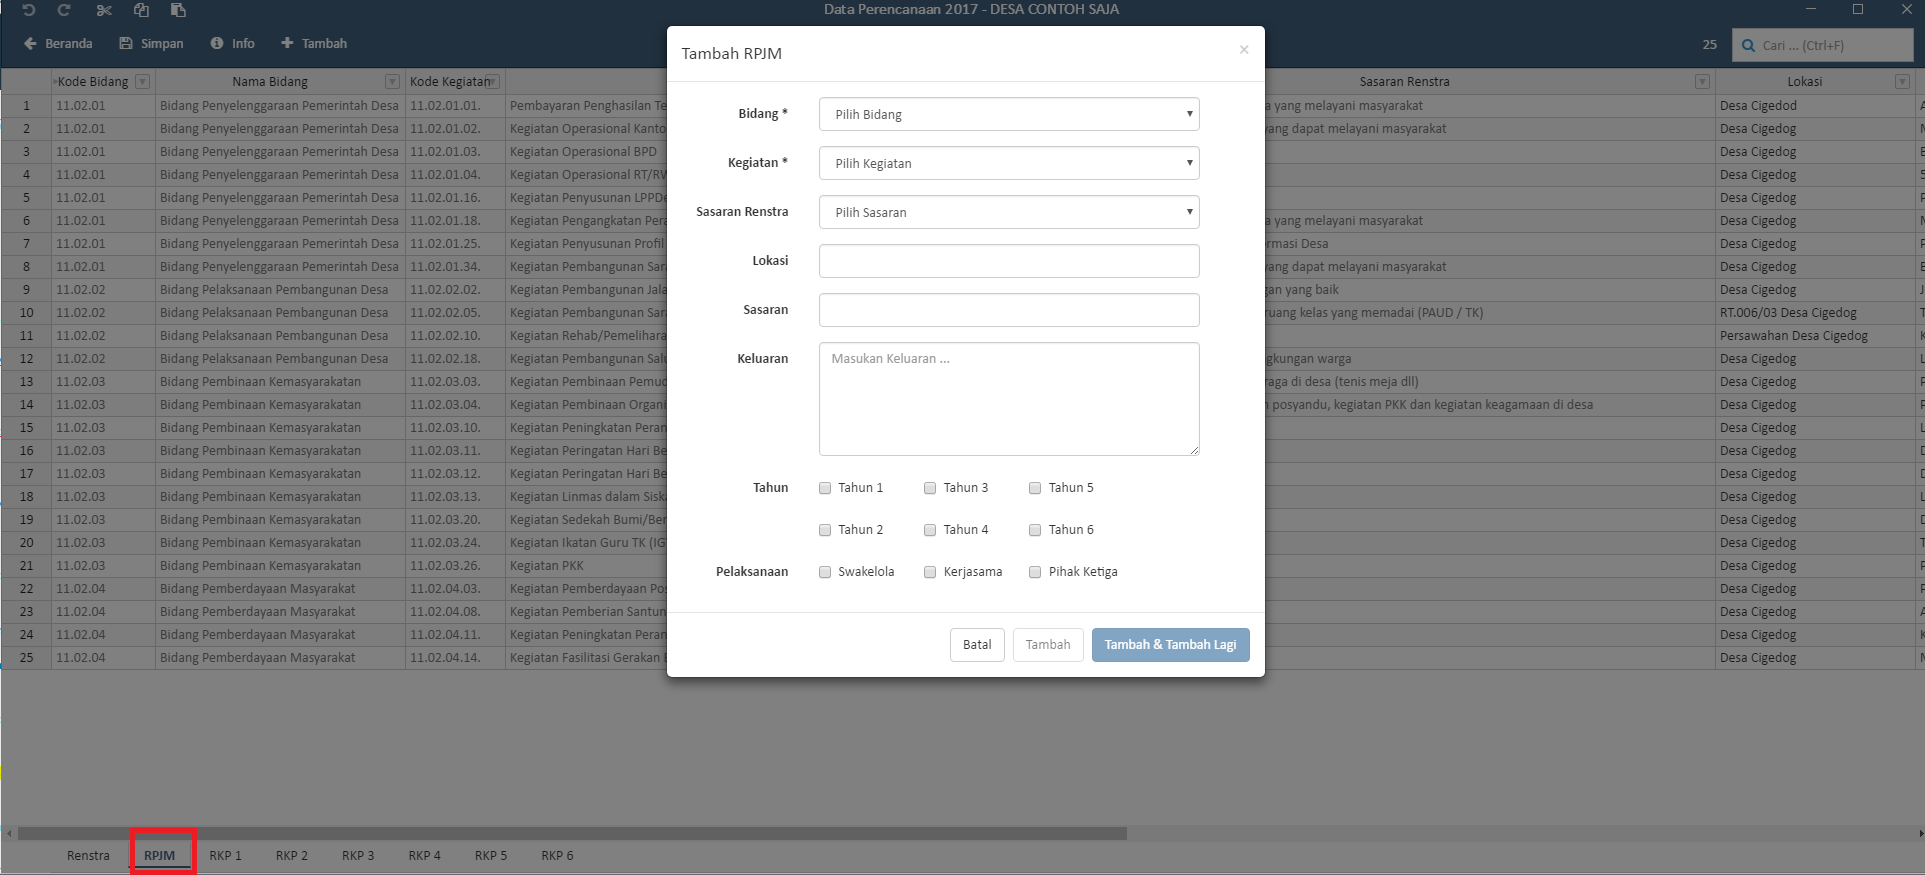 Data Perencanaan 2017 - DESA CONTOH SAJA
Beranda Simpan Info Tambah 25 Cari ... (Ctrl+F)
Kode Bidang Nama Bidang Kode Kegiatan Sasaran Renstra Lokasi
1 11.02.01 Bidang Penyelenggaraan Pemerintah Desa 11.02.01.01. Pembayaran Penghasilan Te a yang melayani masyarakat Desa Cigedod
2 11.02.01 Bidang Penyelenggaraan Pemerintah Desa 11.02.01.02. Kegiatan Operasional Kanto yang dapat melayani masyarakat Desa Cigedog
3 11.02.01 Bidang Penyelenggaraan Pemerintah Desa 11.02.01.03. Kegiatan Operasional BPD Desa Cigedog
4 11.02.01 Bidang Penyelenggaraan Pemerintah Desa 11.02.01.04. Kegiatan Operasional RT/RW Desa Cigedog
5 11.02.01 Bidang Penyelenggaraan Pemerintah Desa 11.02.01.16. Kegiatan Penyusunan LPPDe Desa Cigedog
6 11.02.01 Bidang Penyelenggaraan Pemerintah Desa 11.02.01.18. Kegiatan Pengangkatan Pera a yang melayani masyarakat Desa Cigedog
7 11.02.01 Bidang Penyelenggaraan Pemerintah Desa 11.02.01.25. Kegiatan Penyusunan Profil ormasi Desa Desa Cigedog
8 11.02.01 Bidang Penyelenggaraan Pemerintah Desa 11.02.01.34. Kegiatan Pembangunan Sar yang dapat melayani masyarakat Desa Cigedog
9 11.02.02 Bidang Pelaksanaan Pembangunan Desa 11.02.02.02. Kegiatan Pembangunan Jala gan yang baik Desa Cigedog
10 11.02.02 Bidang Pelaksanaan Pembangunan Desa 11.02.02.05. Kegiatan Pembangunan Sar ruang kelas yang memadai (PAUD / TK) RT.006/03 Desa Cigedog
11 11.02.02 Bidang Pelaksanaan Pembangunan Desa 11.02.02.10. Kegiatan Rehab/Pemelihara Persawahan Desa Cigedog
12 11.02.02 Bidang Pelaksanaan Pembangunan Desa 11.02.02.18. Kegiatan Pembangunan Salu ngkungan warga Desa Cigedog
13 11.02.03 Bidang Pembinaan Kemasyarakatan 11.02.03.03. Kegiatan Pembinaan Pemud raga di desa (tenis meja dll) Desa Cigedog
14 11.02.03 Bidang Pembinaan Kemasyarakatan 11.02.03.04. Kegiatan Pembinaan Organi n posyandu, kegiatan PKK dan kegiatan keagamaan di desa Desa Cigedog
15 11.02.03 Bidang Pembinaan Kemasyarakatan 11.02.03.10. Kegiatan Peningkatan Peran Desa Cigedog
16 11.02.03 Bidang Pembinaan Kemasyarakatan 11.02.03.11. Kegiatan Peringatan Hari Be Desa Cigedog
17 11.02.03 Bidang Pembinaan Kemasyarakatan 11.02.03.12. Kegiatan Peringatan Hari Be Desa Cigedog
18 11.02.03 Bidang Pembinaan Kemasyarakatan 11.02.03.13. Kegiatan Linmas dalam Siska Desa Cigedog
19 11.02.03 Bidang Pembinaan Kemasyarakatan 11.02.03.20. Kegiatan Sedekah Bumi/Ber Desa Cigedog
20 11.02.03 Bidang Pembinaan Kemasyarakatan 11.02.03.24. Kegiatan Ikatan Guru TK (IG Desa Cigedog
21 11.02.03 Bidang Pembinaan Kemasyarakatan 11.02.03.26. Kegiatan PKK Desa Cigedog
22 11.02.04 Bidang Pemberdayaan Masyarakat 11.02.04.03. Kegiatan Pemberdayaan Pos Desa Cigedog
23 11.02.04 Bidang Pemberdayaan Masyarakat 11.02.04.08. Kegiatan Pemberian Santun Desa Cigedog
24 11.02.04 Bidang Pemberdayaan Masyarakat 11.02.04.11. Kegiatan Peningkatan Peran Desa Cigedog
25 11.02.04 Bidang Pemberdayaan Masyarakat 11.02.04.14. Kegiatan Fasilitasi Gerakan Desa Cigedog
Tambah RPJM ×
Bidang * Pilih Bidang
Kegiatan * Pilih Kegiatan
Sasaran Renstra Pilih Sasaran
Lokasi
Sasaran
Keluaran Masukan Keluaran ...
Tahun Tahun 1 Tahun 3 Tahun 5
Tahun 2 Tahun 4 Tahun 6
Pelaksanaan Swakelola Kerjasama Pihak Ketiga
Batal Tambah Tambah & Tambah Lagi
Renstra RPJM RKP 1 RKP 2 RKP 3 RKP 4 RKP 5 RKP 6